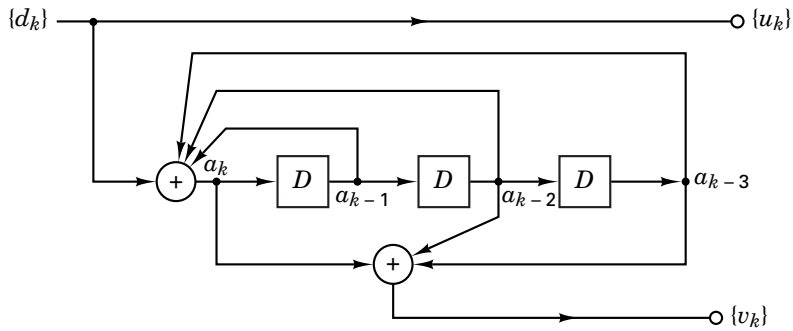 {d_k} {u_k}
+ a_k D a_{k-1} D a_{k-2} D a_{k-3}
+
{v_k}